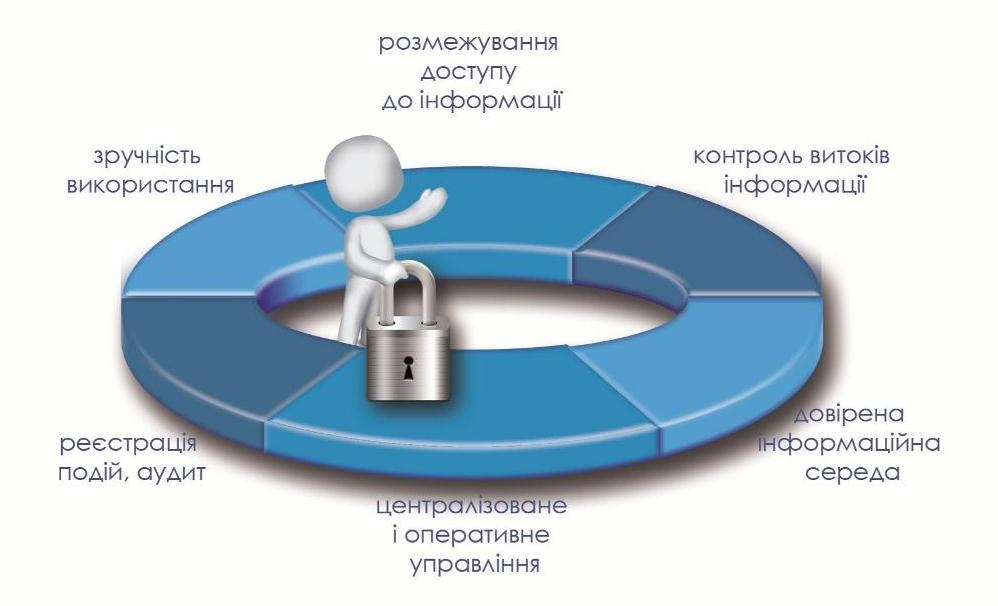 розмежування
доступу
до інформації
зручність
використання
контроль витоків
інформації
реєстрація
подій, аудит
довірена
інформаційна
середа
централізоване
і оперативне
управління